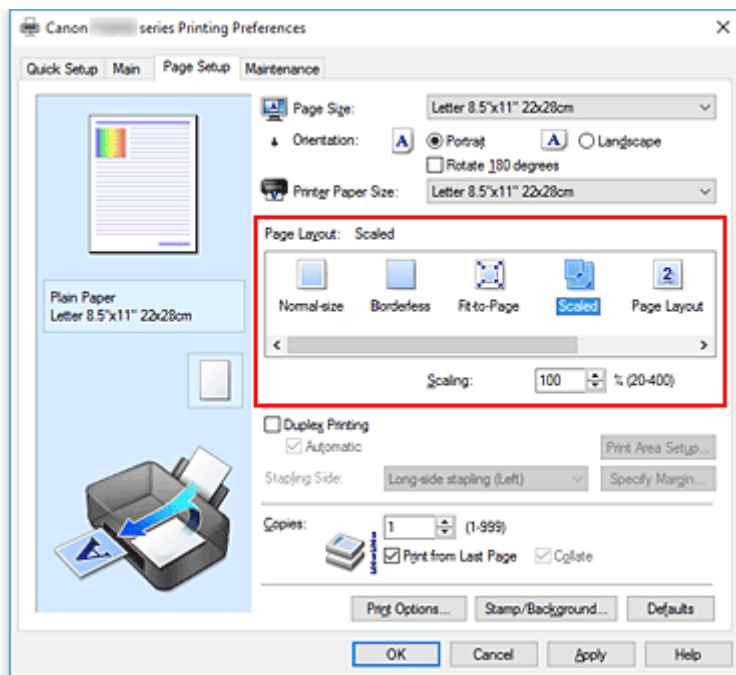 Canon series Printing Preferences
Quick Setup Main Page Setup Maintenance
Page Size: Letter 8.5"x11" 22x28cm
Orientation: A Portrait A Landscape
Rotate 180 degrees
Printer Paper Size: Letter 8.5"x11" 22x28cm
Page Layout: Scaled
2
Normal-size Borderless Fit-to-Page Scaled Page Layout
Scaling: 100 % (20-400)
Plain Paper
Letter 8.5"x11" 22x28cm
Duplex Printing
Automatic Print Area Setup...
Stapling Side: Long-side stapling (Left) Specify Margin...
Copies: 1 (1-999)
Print from Last Page Collate
A
Print Options... Stamp/Background... Defaults
OK Cancel Apply Help